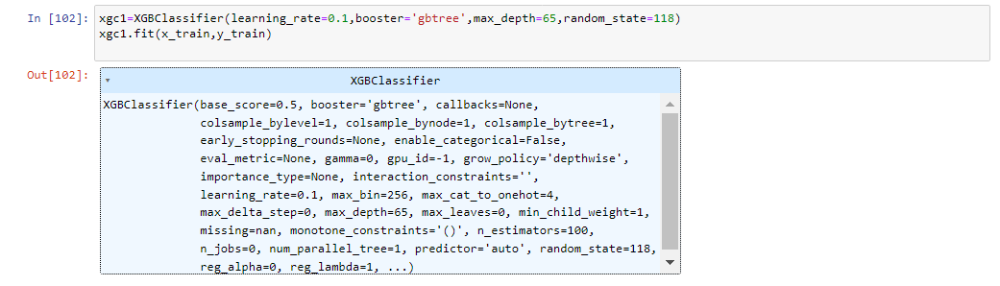 In [102]: xgc1=XGBClassifier(learning_rate=0.1,booster='gbtree',max_depth=65,random_state=118)
xgc1.fit(x_train,y_train)
Out[102]:
XGBClassifier
XGBClassifier(base_score=0.5, booster='gbtree', callbacks=None,
colsample_bylevel=1, colsample_bynode=1, colsample_bytree=1,
early_stopping_rounds=None, enable_categorical=False,
eval_metric=None, gamma=0, gpu_id=-1, grow_policy='depthwise',
importance_type=None, interaction_constraints='',
learning_rate=0.1, max_bin=256, max_cat_to_onehot=4,
max_delta_step=0, max_depth=65, max_leaves=0, min_child_weight=1,
missing=nan, monotone_constraints='()', n_estimators=100,
n_jobs=0, num_parallel_tree=1, predictor='auto', random_state=118,
reg_alpha=0, reg_lambda=1, ...)